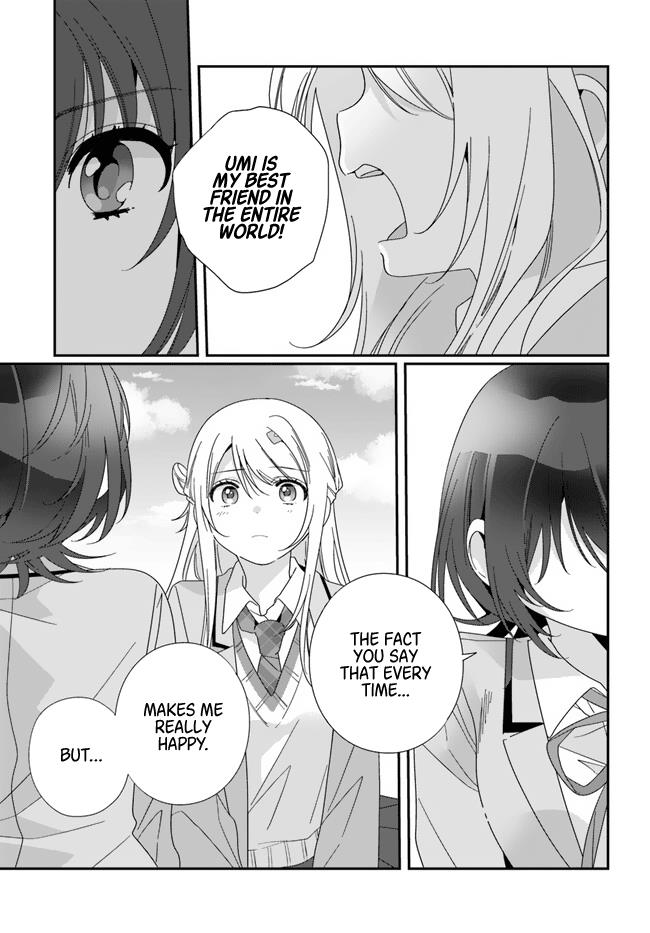 UMI IS
MY BEST
FRIEND IN
THE ENTIRE
WORLD!
THE FACT
YOU SAY
THAT EVERY
TIME...
MAKES ME
REALLY
HAPPY.
BUT...